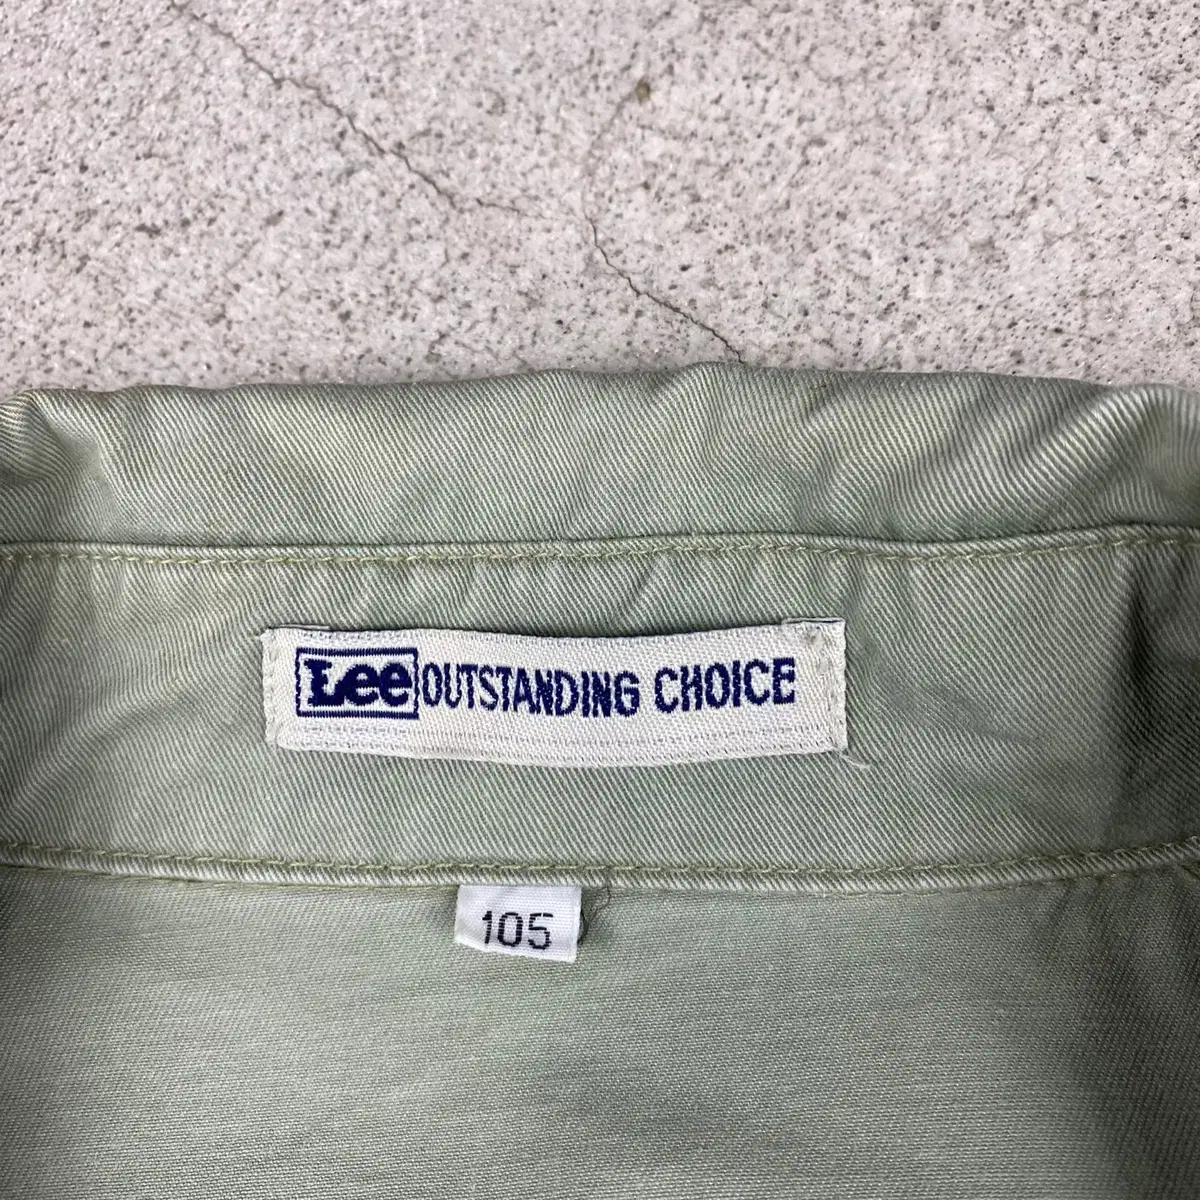 Lee OUTSTANDING CHOICE
105